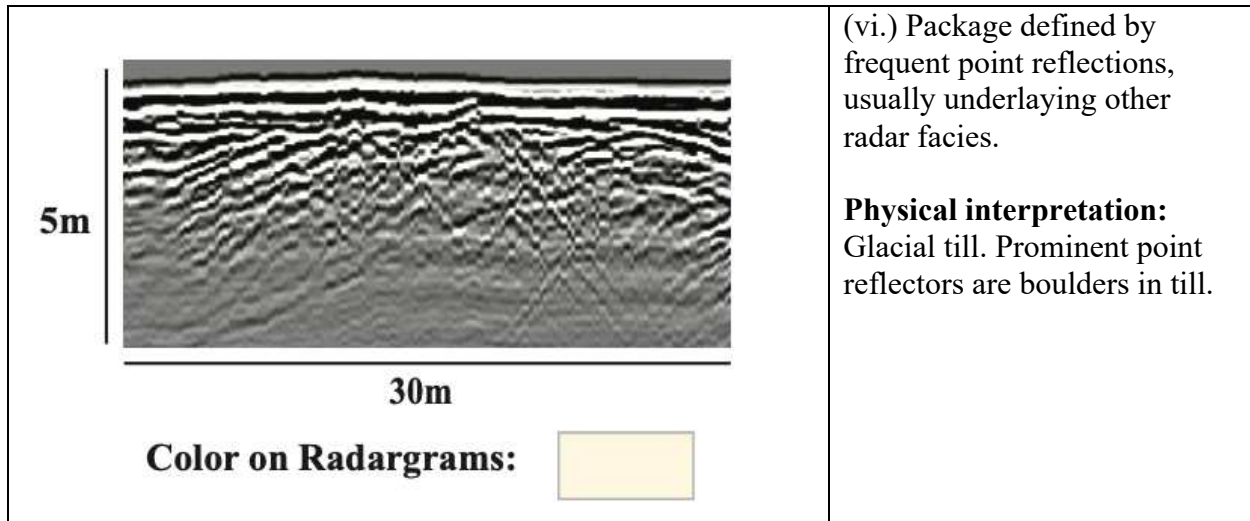 5m
30m
Color on Radargrams:
(vi.) Package defined by
frequent point reflections,
usually underlaying other
radar facies.
Physical interpretation:
Glacial till. Prominent point
reflectors are boulders in till.